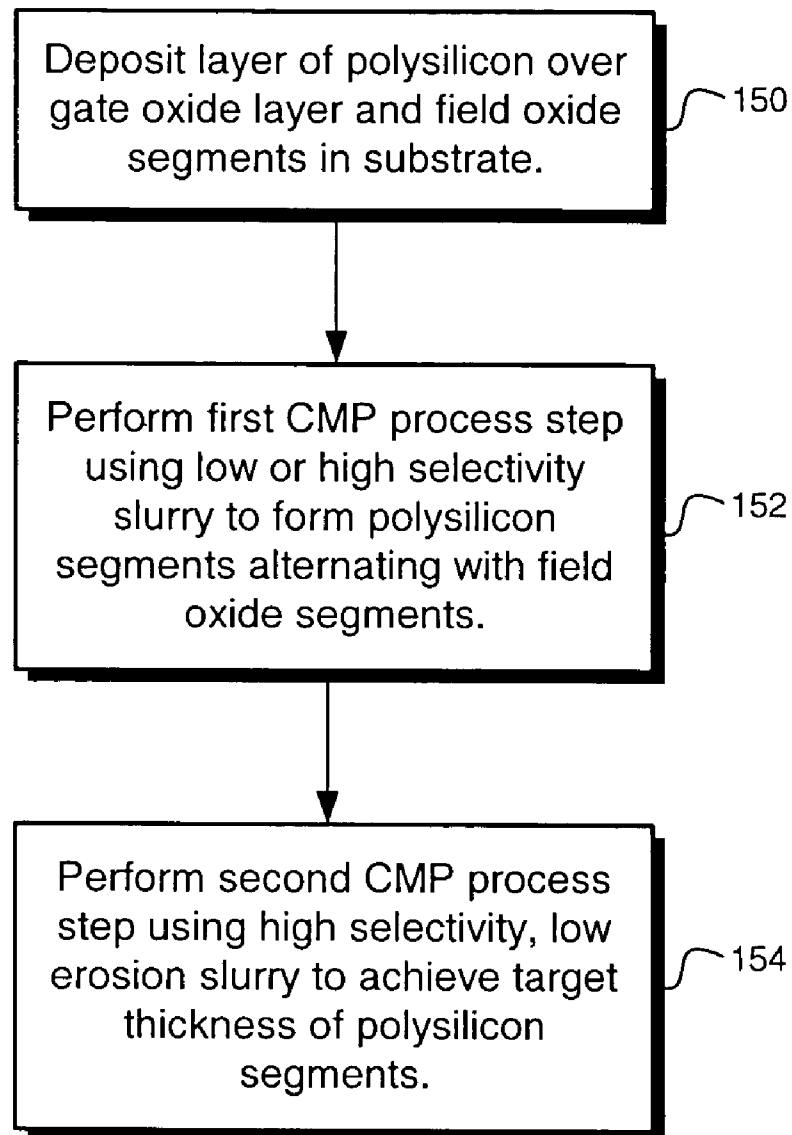 Deposit layer of polysilicon over
gate oxide layer and field oxide
segments in substrate.
150
Perform first CMP process step
using low or high selectivity
slurry to form polysilicon
segments alternating with field
oxide segments.
152
Perform second CMP process
step using high selectivity, low
erosion slurry to achieve target
thickness of polysilicon
segments.
154